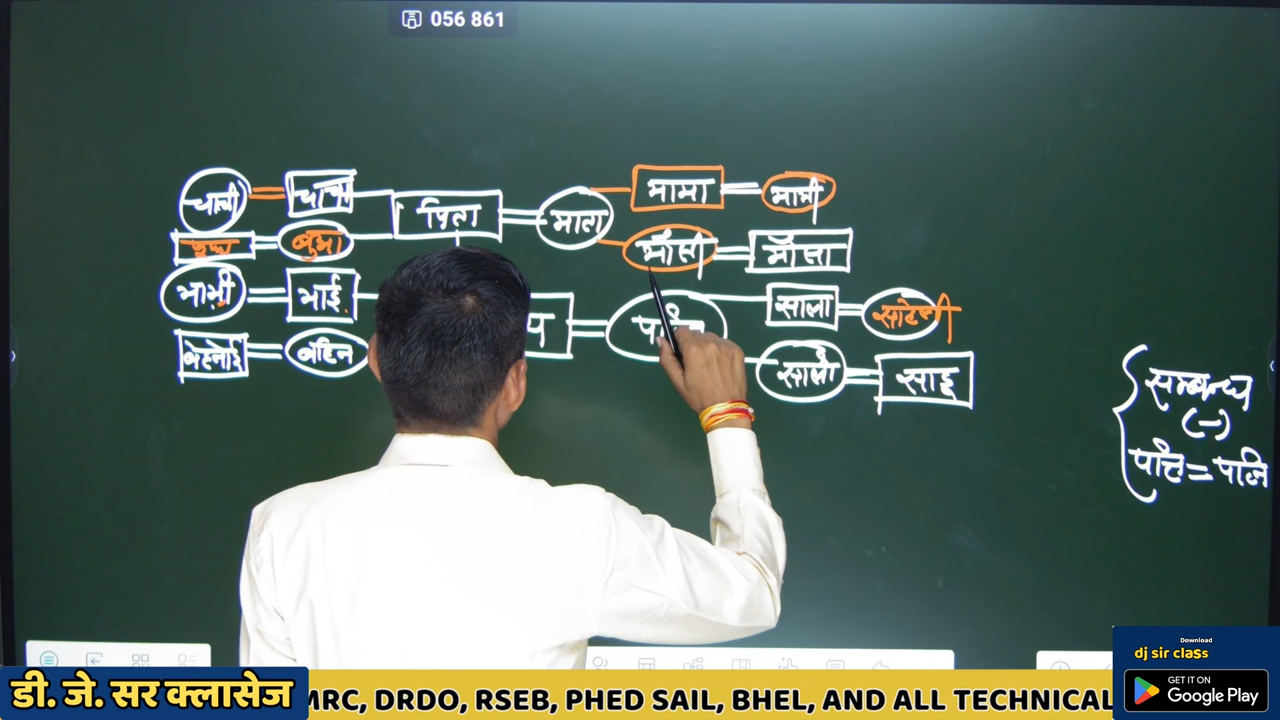 056 861
चाची = चाचा पिता = माता मामा = मामी
बुआ मौसी = मौसा
भाभी = भाई प = साला =
बहनोई = बहिन साली = साढू
सम्बन्ध
(-)
पति = पत्नि
Download
dj sir class
GET IT ON
Google Play
डी. जे. सर क्लासेज
MRC, DRDO, RSEB, PHED SAIL, BHEL, AND ALL TECHNICAL